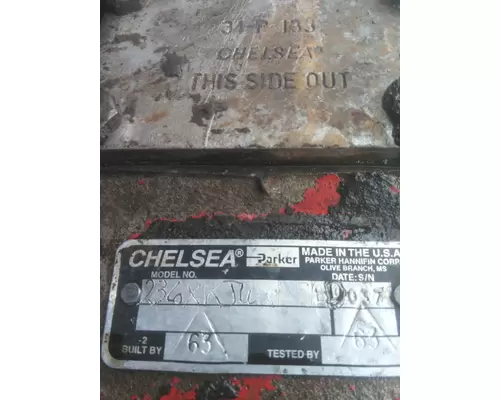 CHELSEA®
THIS SIDE OUT
CHELSEA® Parker
MADE IN THE U.S.A.
PARKER HANNIFIN CORP.
OLIVE BRANCH, MS
MODEL NO.
DATE: S/N
-2
BUILT BY 63
TESTED BY 63